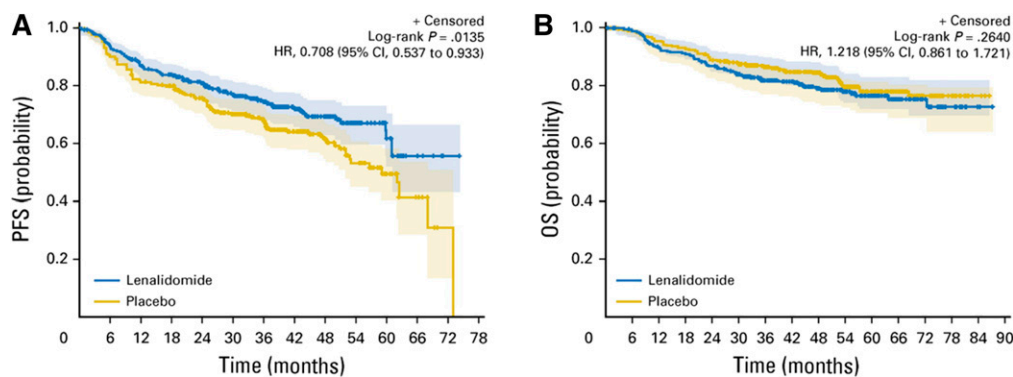 A
+ Censored
Log-rank P = .0135
HR, 0.708 (95% CI, 0.537 to 0.933)
PFS (probability)
1.0
0.8
0.6
0.4
0.2
Lenalidomide
Placebo
0 6 12 18 24 30 36 42 48 54 60 66 72 78
Time (months)
B
+ Censored
Log-rank P = .2640
HR, 1.218 (95% CI, 0.861 to 1.721)
OS (probability)
1.0
0.8
0.6
0.4
0.2
Lenalidomide
Placebo
0 6 12 18 24 30 36 42 48 54 60 66 72 78 84 90
Time (months)